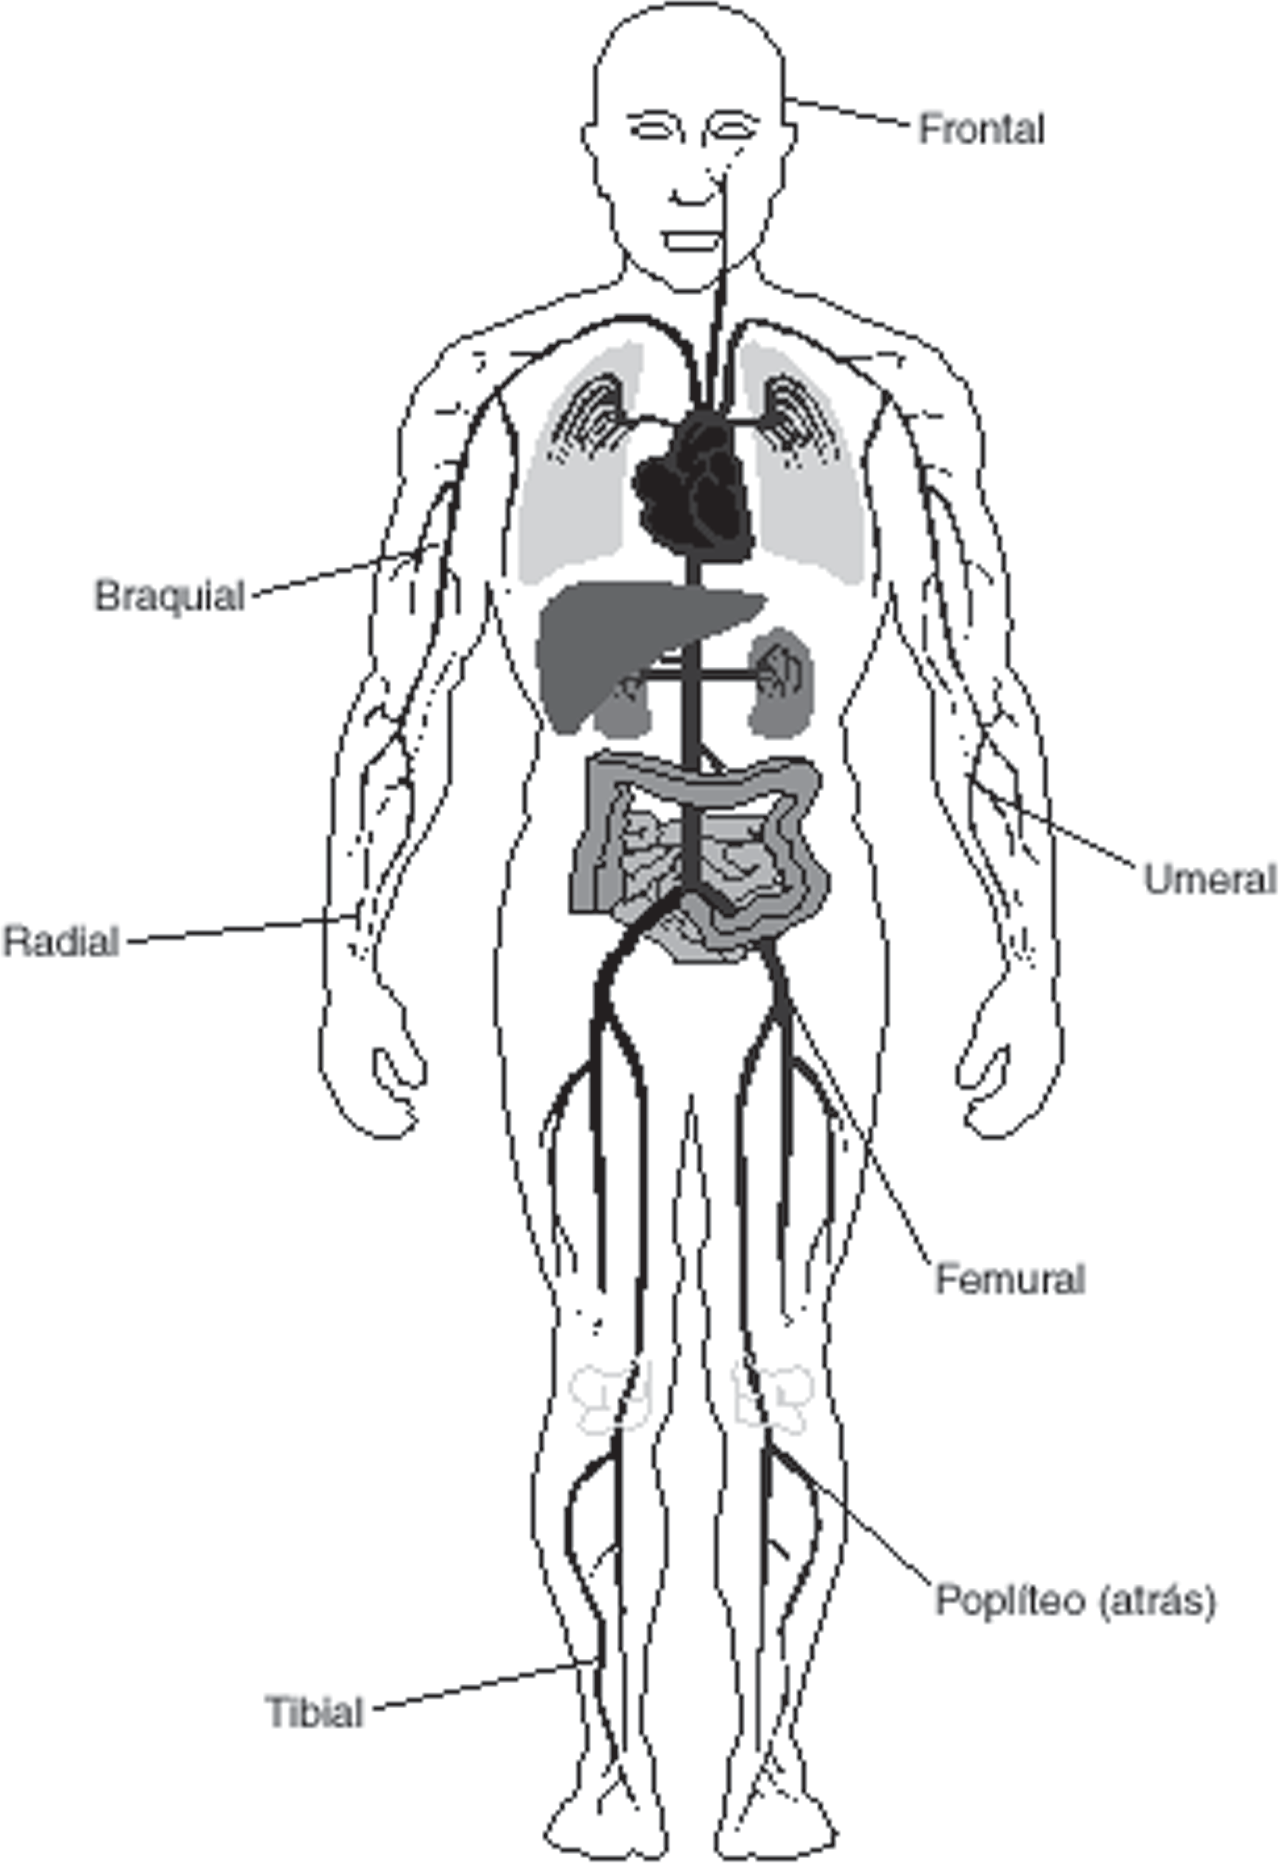 Frontal
Braquial
Umeral
Radial
Femural
Poplíteo (atrás)
Tibial